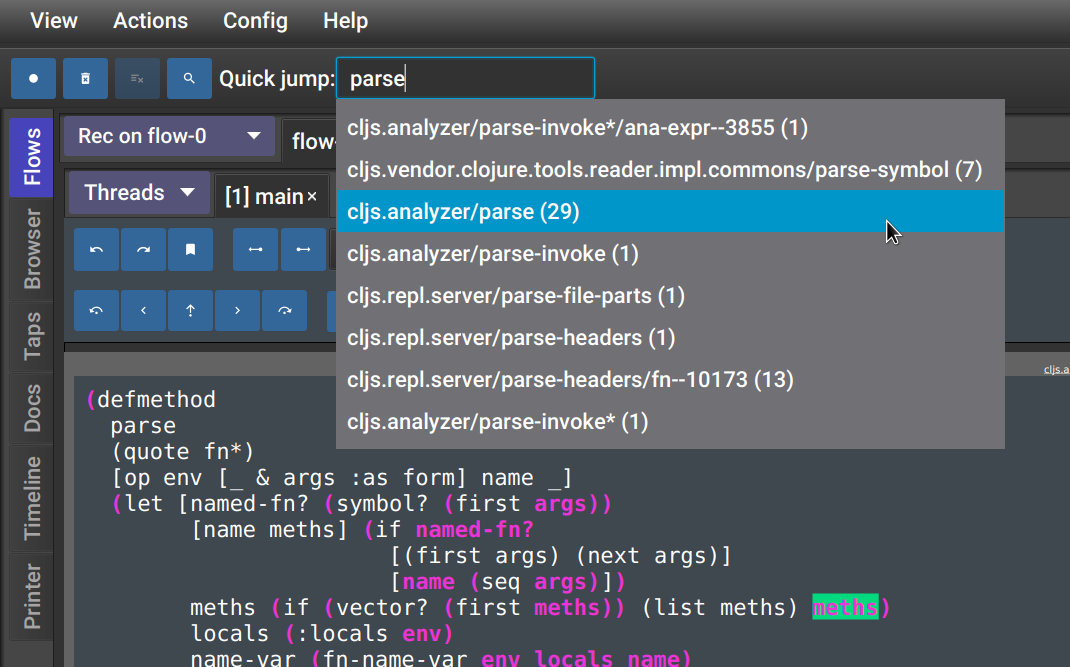 View Actions Config Help
Quick jump: parse
cljs.analyzer/parse-invoke*/ana-expr--3855 (1)
cljs.vendor.clojure.tools.reader.impl.commons/parse-symbol (7)
cljs.analyzer/parse (29)
cljs.analyzer/parse-invoke (1)
cljs.repl.server/parse-file-parts (1)
cljs.repl.server/parse-headers (1)
cljs.repl.server/parse-headers/fn--10173 (13)
cljs.analyzer/parse-invoke* (1)
Flows
Browser
Taps
Docs
Timeline
Printer
Rec on flow-0
flow-
Threads
[1] main ×
cljs.a
(defmethod
parse
(quote fn*)
[op env [_ & args :as form] name _]
(let [named-fn? (symbol? (first args))
[name meths] (if named-fn?
[(first args) (next args)]
[name (seq args)])
meths (if (vector? (first meths)) (list meths) meths)
locals (:locals env)
name-var (fn-name-var env locals name)